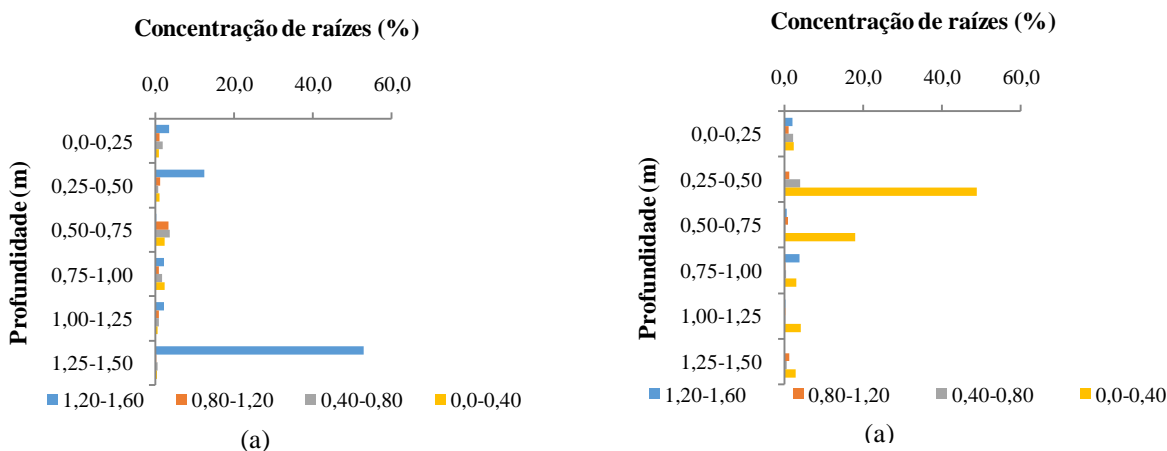 Concentração de raízes (%)
0,0 20,0 40,0 60,0
Profundidade (m)
0,0-0,25
0,25-0,50
0,50-0,75
0,75-1,00
1,00-1,25
1,25-1,50
1,20-1,60 0,80-1,20 0,40-0,80 0,0-0,40
(a)
Concentração de raízes (%)
0,0 20,0 40,0 60,0
Profundidade (m)
0,0-0,25
0,25-0,50
0,50-0,75
0,75-1,00
1,00-1,25
1,25-1,50
1,20-1,60 0,80-1,20 0,40-0,80 0,0-0,40
(a)